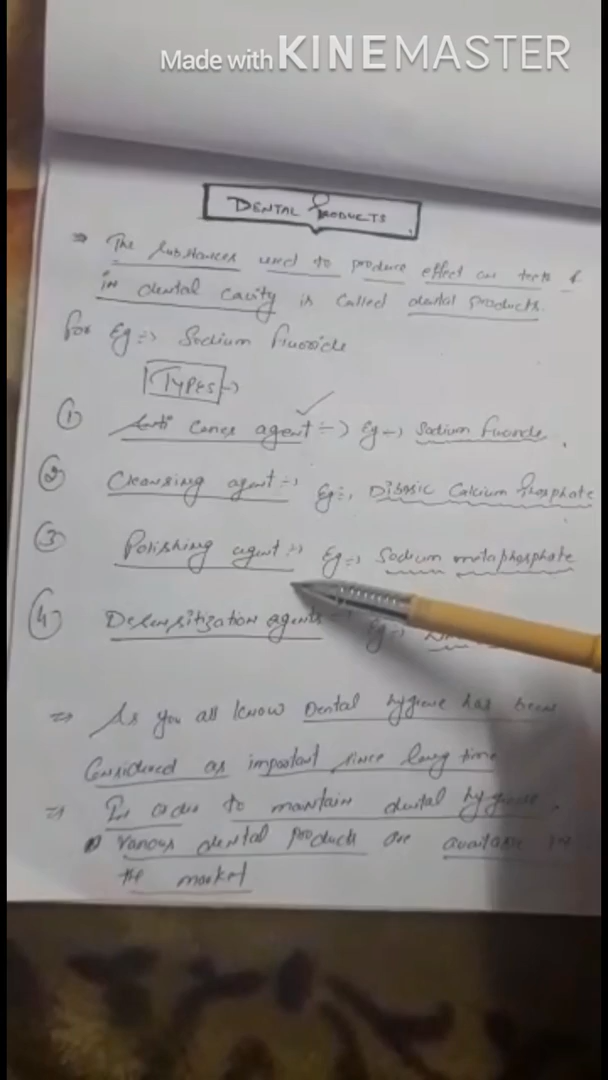 Made with KINEMASTER
DENTAL PRODUCTS
The substances used to produce effect on teeth &
in dental cavity is called dental products.
for Eg :-> Sodium fluoride
TYPES ->
① Anti caries agent :-> Eg -> Sodium fluoride.
② Cleansing agent :- Eg :-, Dibasic Calcium Phosphate
③ Polishing agent :-> Eg :-> Sodium metaphosphate
④ Desensitization agents Eg :->
=> As you all know Dental hygiene has been
Considered as important since long time
=> In order to maintain dental hygiene,
various dental products are available in
the market